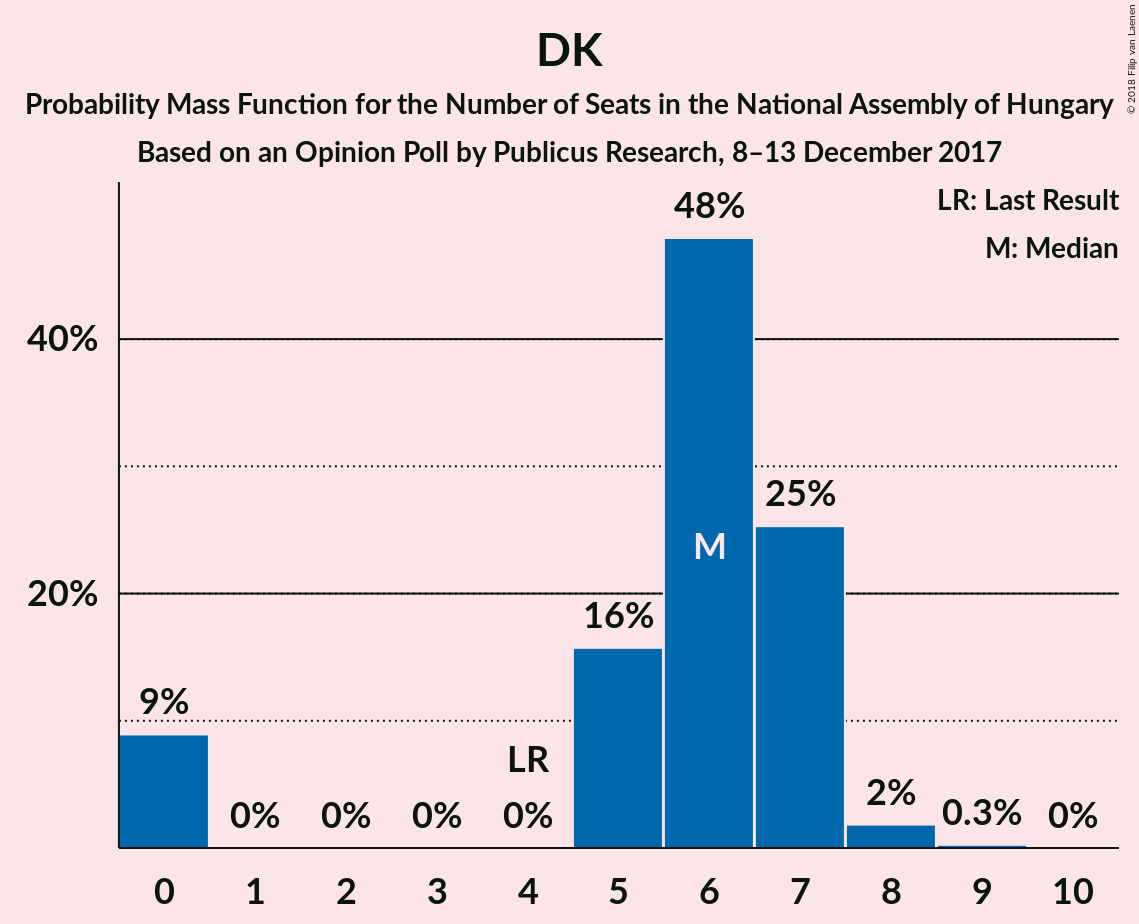 DK
Probability Mass Function for the Number of Seats in the National Assembly of Hungary
Based on an Opinion Poll by Publicus Research, 8–13 December 2017
© 2018 Filip van Laenen
LR: Last Result
M: Median
48%
40%
25%
M
20%
16%
9%
LR
0% 0% 0% 0% 2% 0.3% 0%
0 1 2 3 4 5 6 7 8 9 10